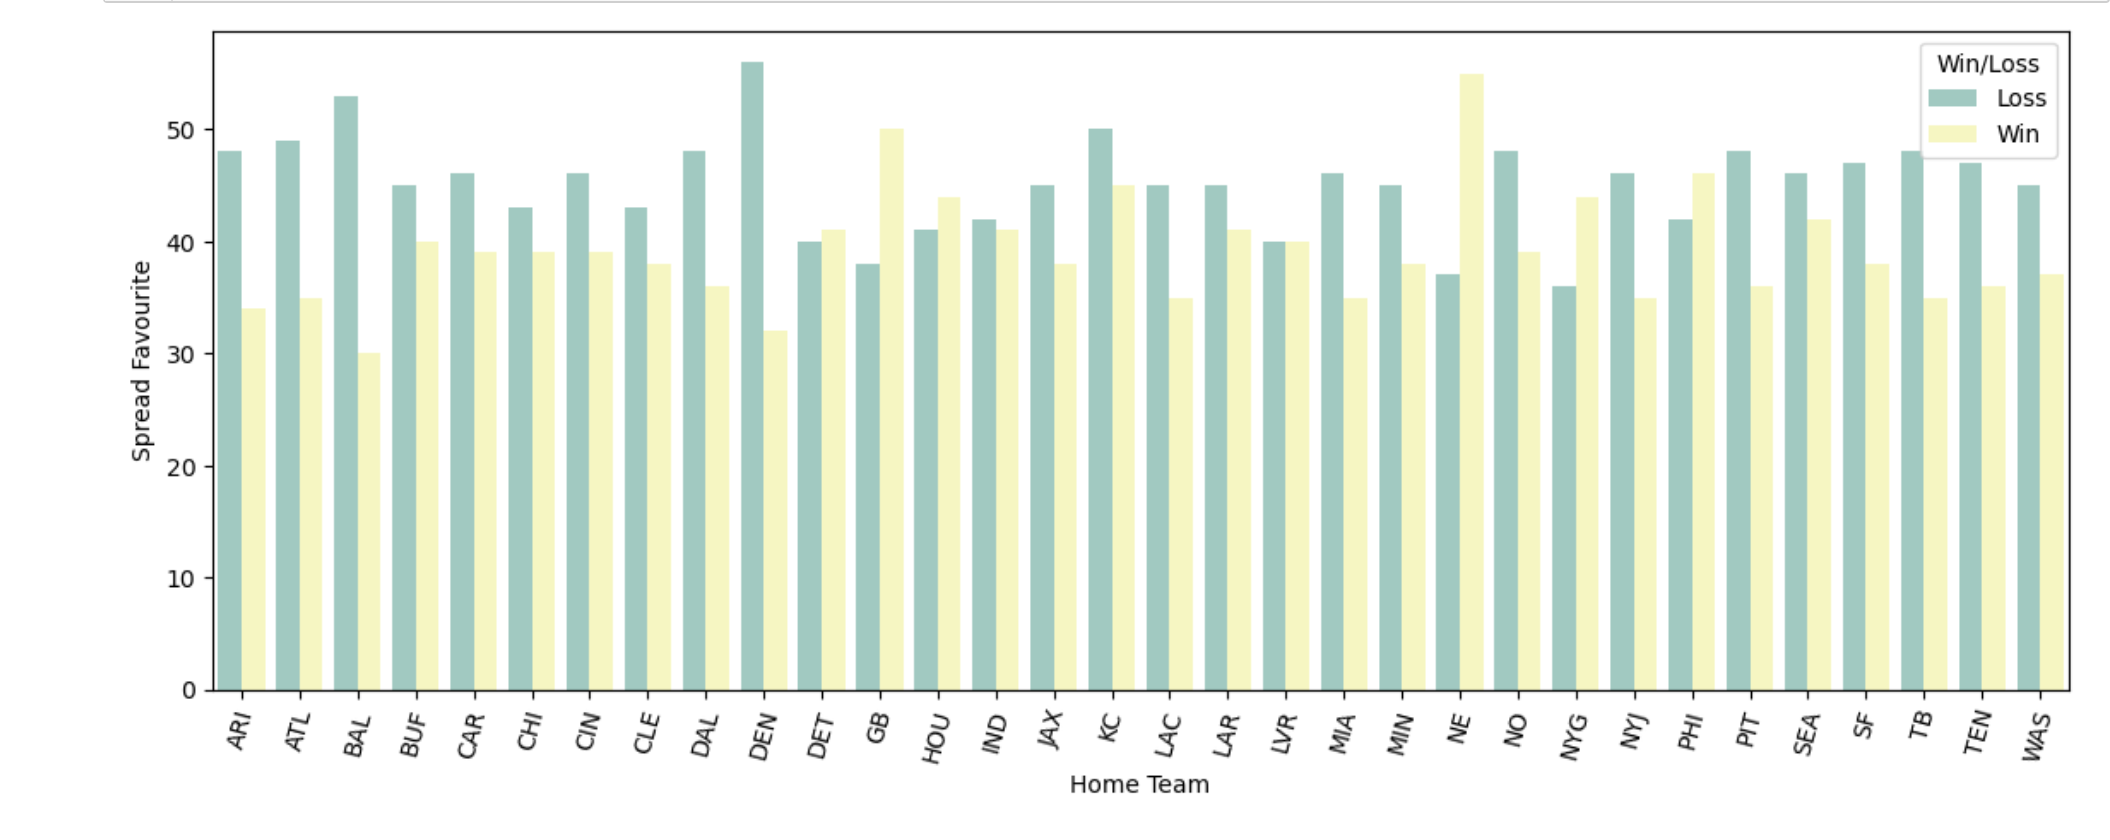 Win/Loss
Loss
Win
50
40
30
20
10
0
Spread Favourite
ARI ATL BAL BUF CAR CHI CIN CLE DAL DEN DET GB HOU IND JAX KC LAC LAR LVR MIA MIN NE NO NYG NYJ PHI PIT SEA SF TB TEN WAS
Home Team